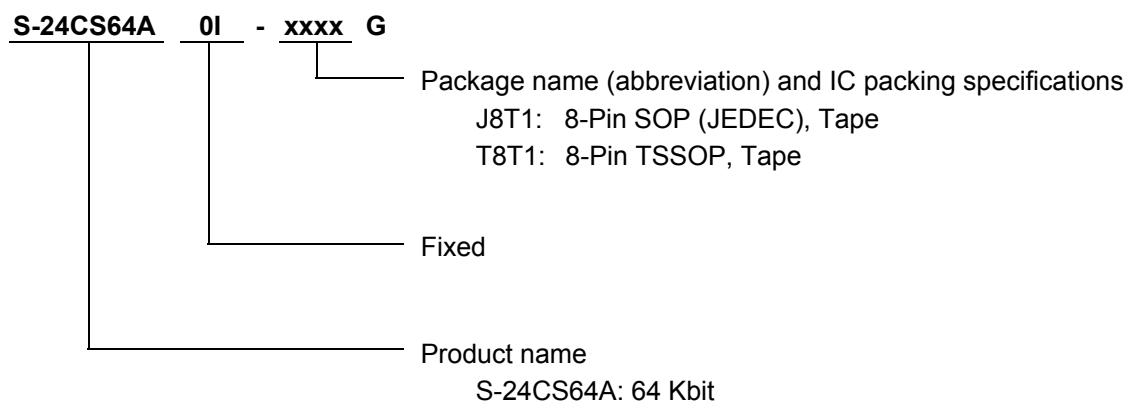 S-24CS64A 0I - xxxx G
Package name (abbreviation) and IC packing specifications
J8T1: 8-Pin SOP (JEDEC), Tape
T8T1: 8-Pin TSSOP, Tape
Fixed
Product name
S-24CS64A: 64 Kbit